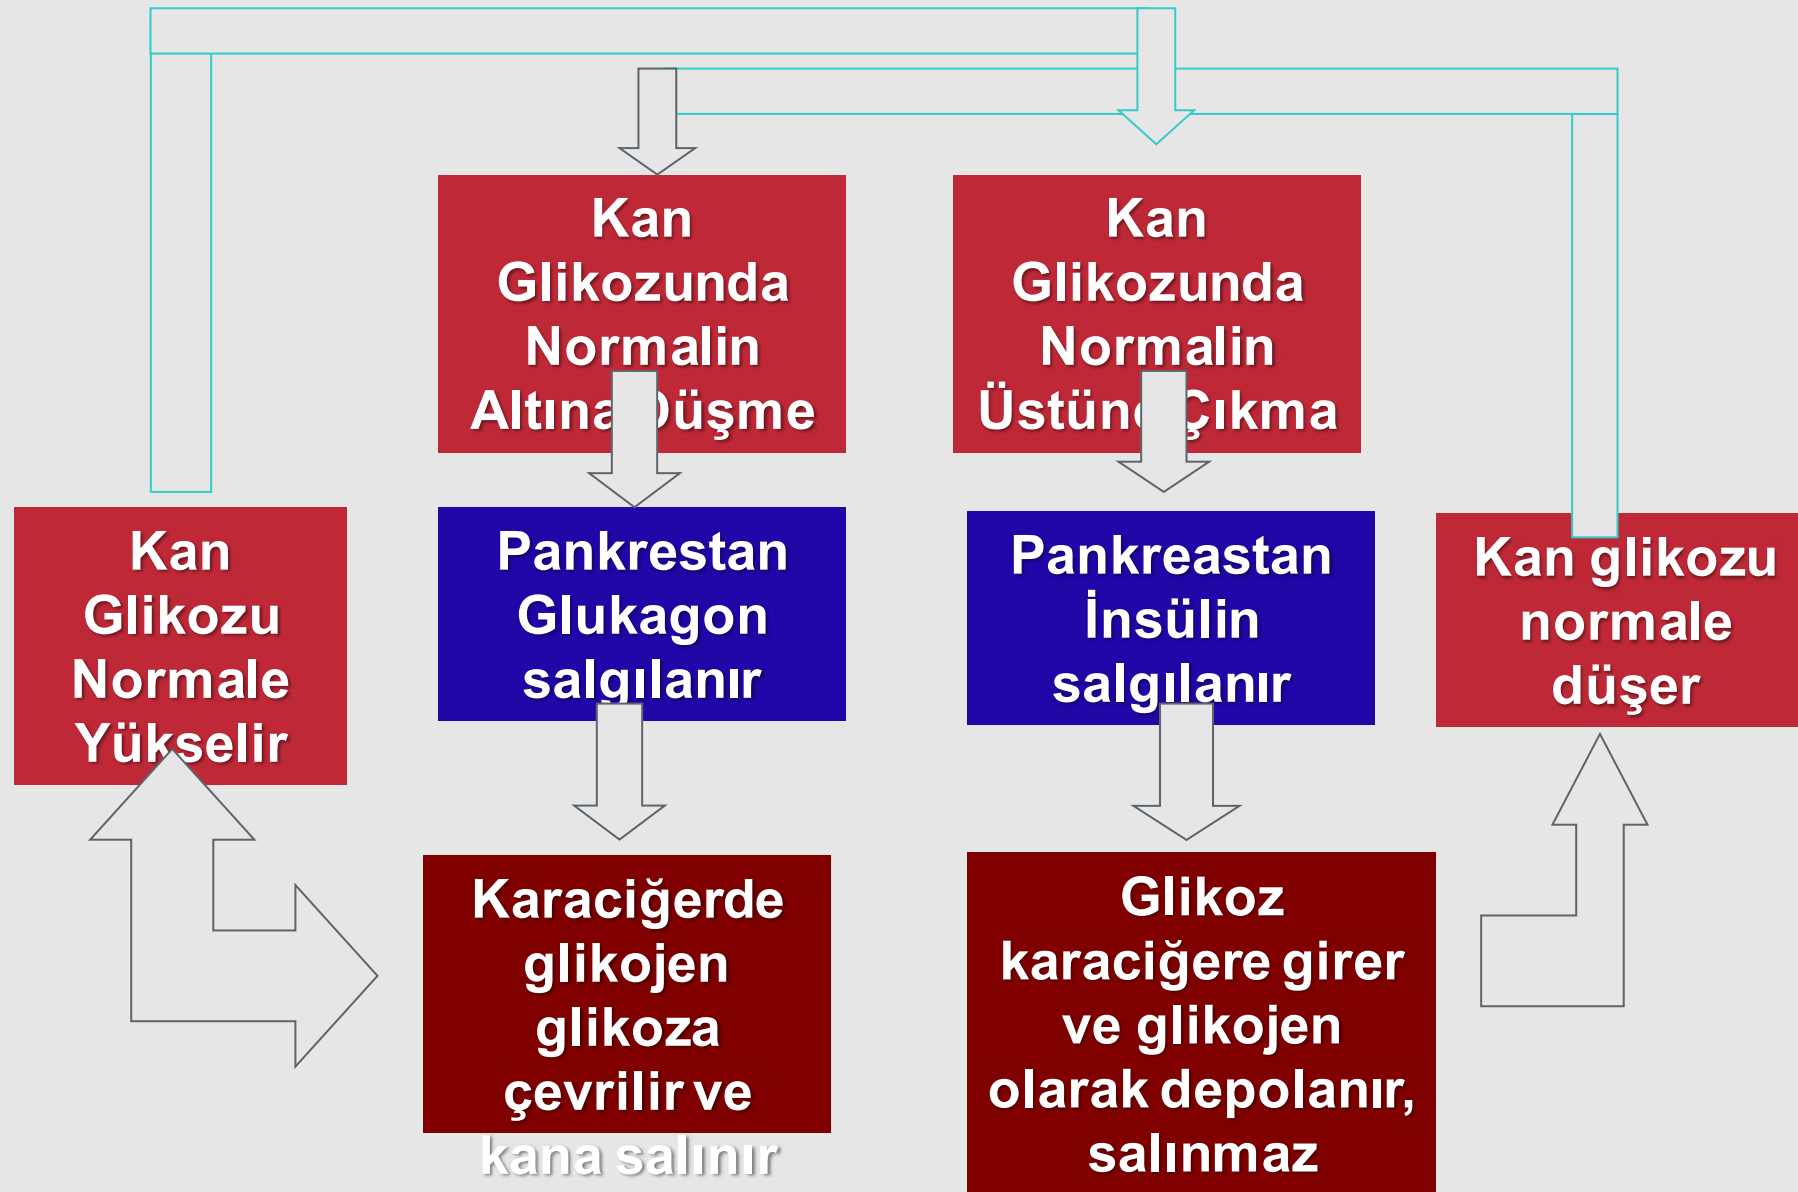 Kan
Glikozunda
Normalin
Altına Düşme
Kan
Glikozunda
Normalin
Üstüne Çıkma
Kan
Glikozu
Normale
Yükselir
Pankrestan
Glukagon
salgılanır
Pankreastan
İnsülin
salgılanır
Kan glikozu
normale
düşer
Karaciğerde
glikojen
glikoza
çevrilir ve
kana salınır
Glikoz
karaciğere girer
ve glikojen
olarak depolanır,
salınmaz